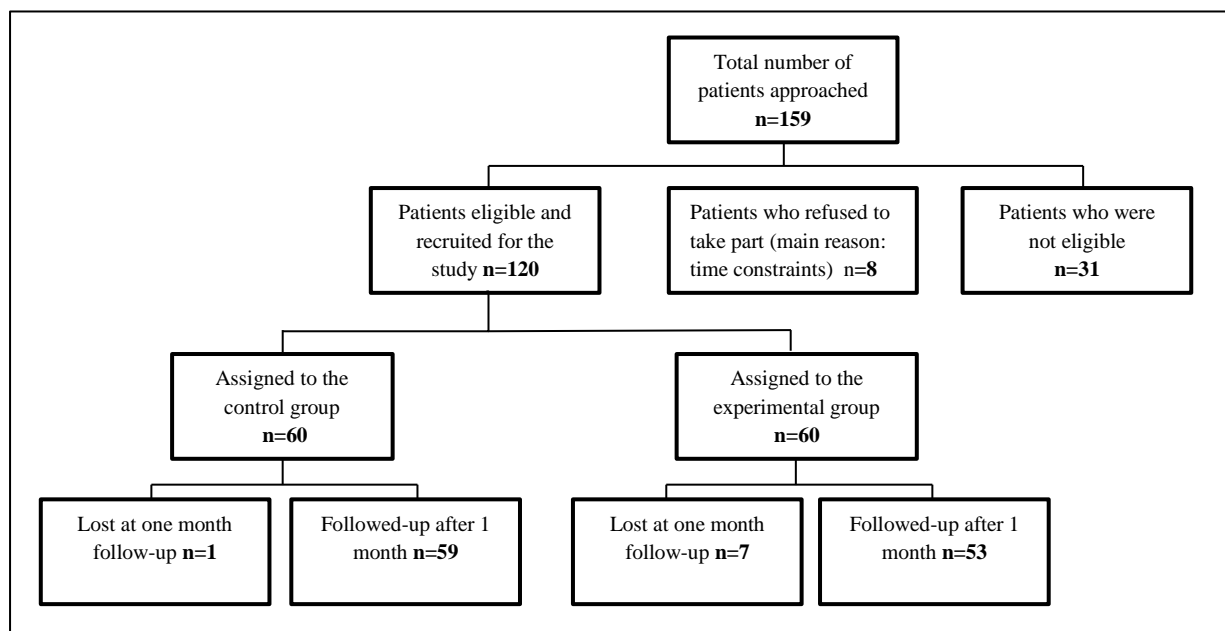 Total number of
patients approached
n=159
Patients eligible and
recruited for the
study n=120
Patients who refused to
take part (main reason:
time constraints) n=8
Patients who were
not eligible
n=31
Assigned to the
control group
n=60
Assigned to the
experimental group
n=60
Lost at one month
follow-up n=1
Followed-up after 1
month n=59
Lost at one month
follow-up n=7
Followed-up after 1
month n=53